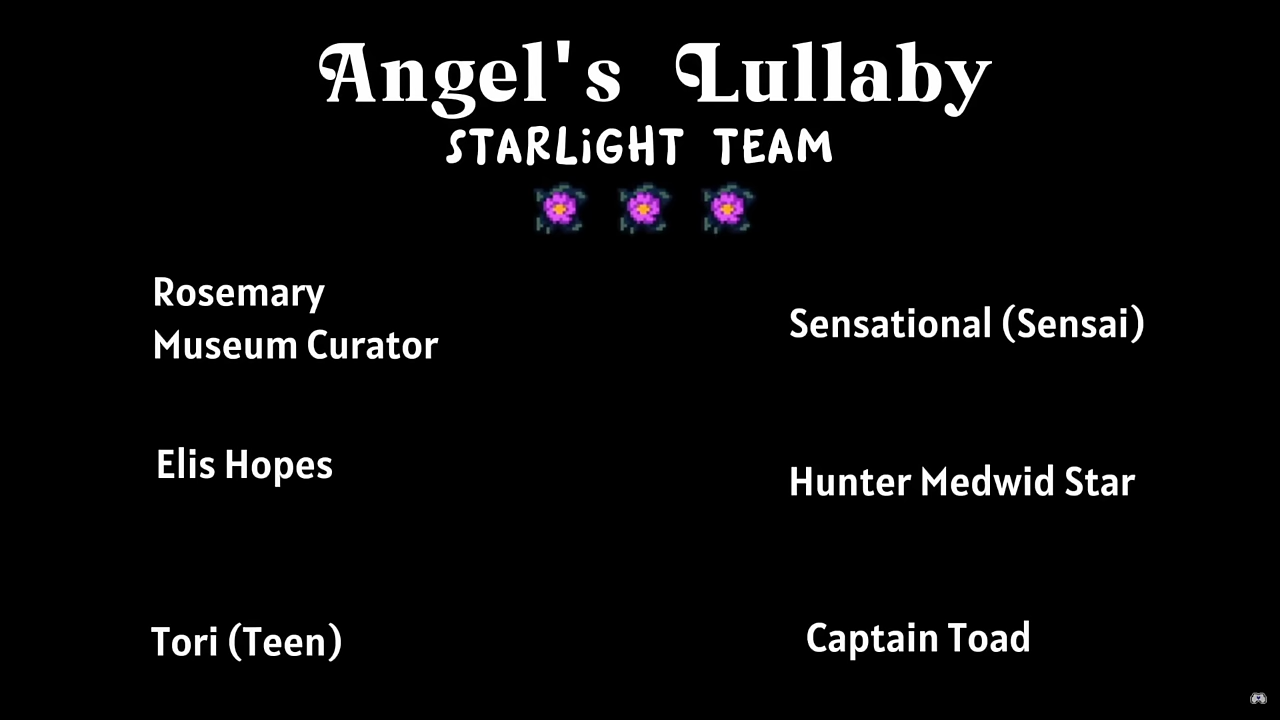 Angel's Lullaby
STARLiGHT TEAM
Rosemary
Museum Curator
Sensational (Sensai)
Elis Hopes
Hunter Medwid Star
Tori (Teen)
Captain Toad